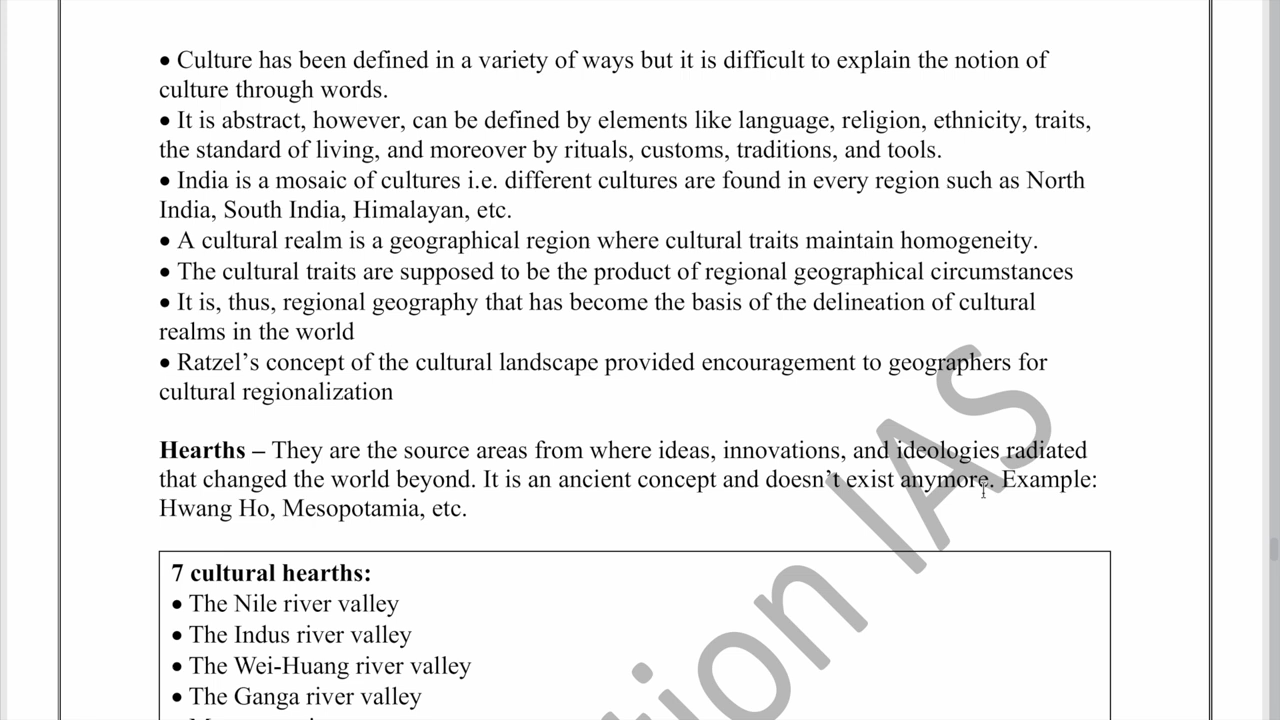 • Culture has been defined in a variety of ways but it is difficult to explain the notion of
culture through words.
• It is abstract, however, can be defined by elements like language, religion, ethnicity, traits,
the standard of living, and moreover by rituals, customs, traditions, and tools.
• India is a mosaic of cultures i.e. different cultures are found in every region such as North
India, South India, Himalayan, etc.
• A cultural realm is a geographical region where cultural traits maintain homogeneity.
• The cultural traits are supposed to be the product of regional geographical circumstances
• It is, thus, regional geography that has become the basis of the delineation of cultural
realms in the world
• Ratzel’s concept of the cultural landscape provided encouragement to geographers for
cultural regionalization
Hearths – They are the source areas from where ideas, innovations, and ideologies radiated
that changed the world beyond. It is an ancient concept and doesn’t exist anymore. Example:
Hwang Ho, Mesopotamia, etc.
7 cultural hearths:
• The Nile river valley
• The Indus river valley
• The Wei-Huang river valley
• The Ganga river valley
IAS